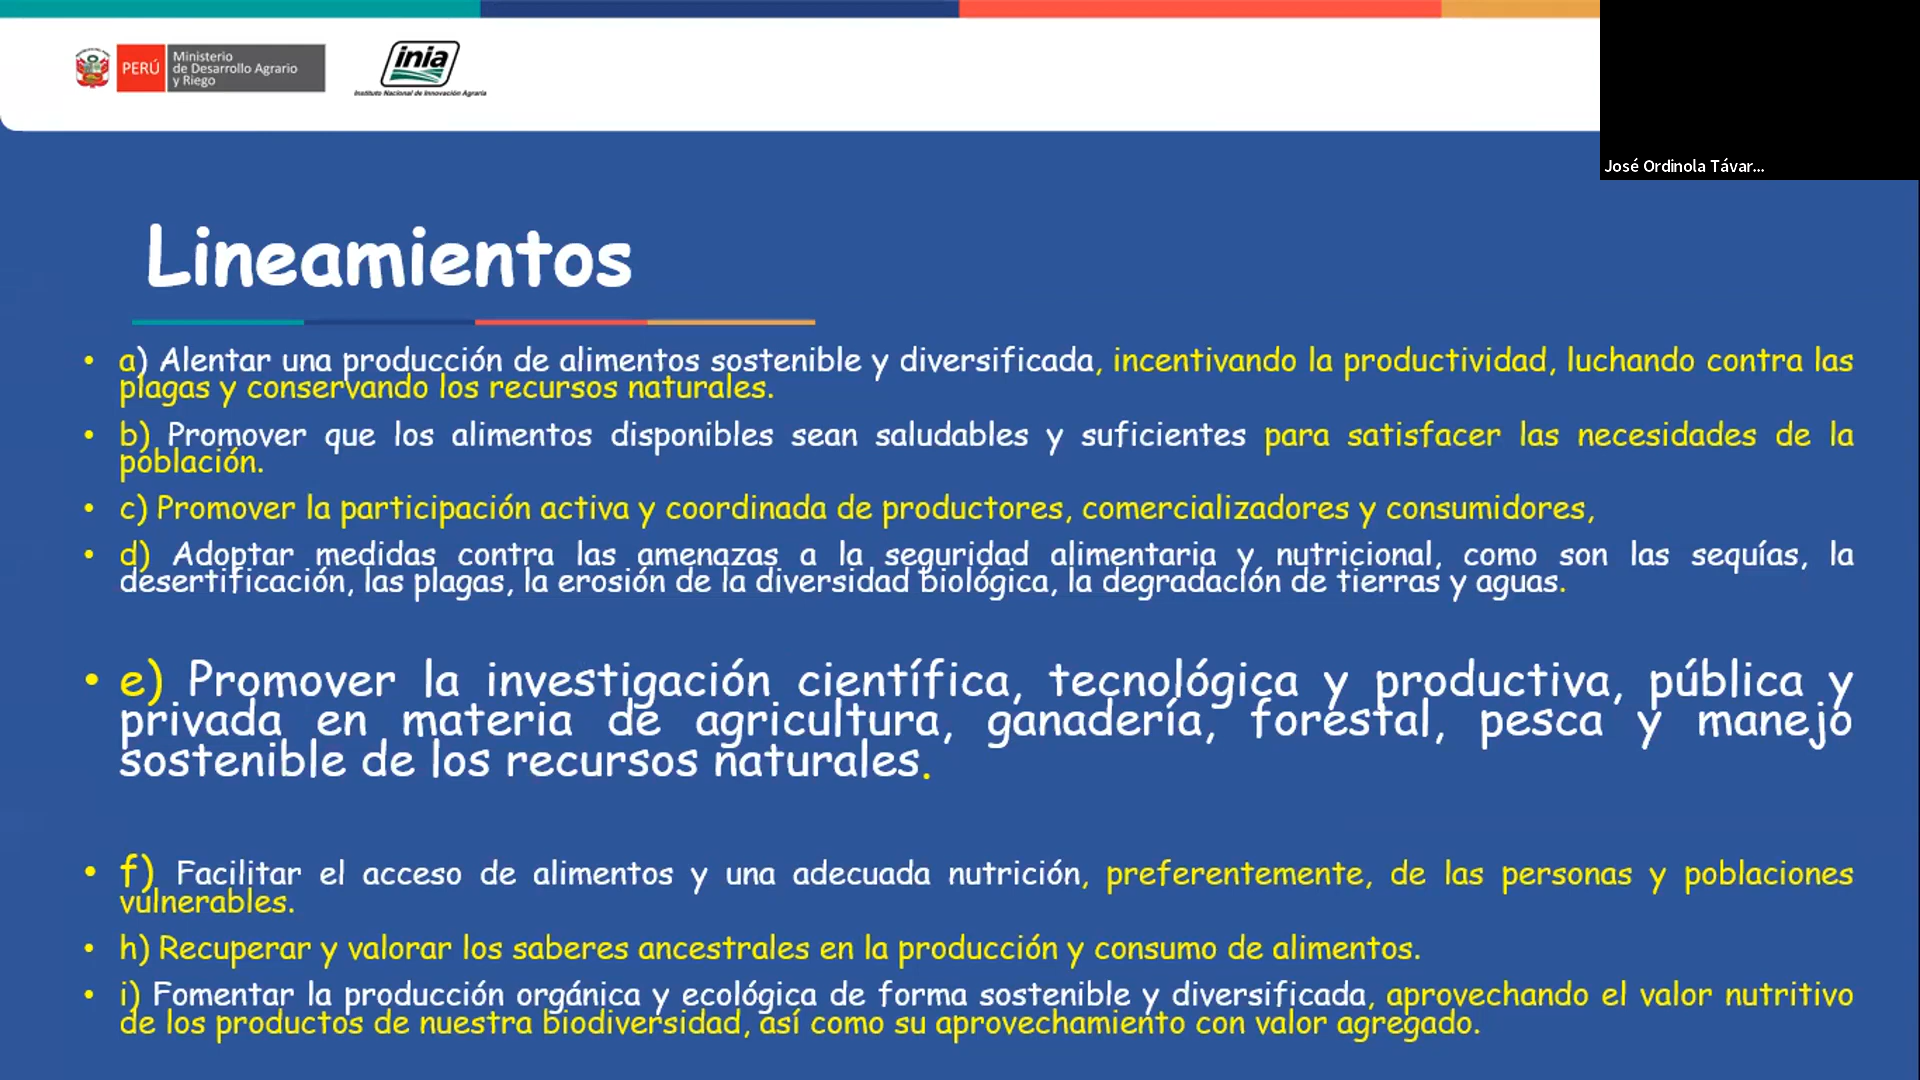 PERÚ
Ministerio
de Desarrollo Agrario
y Riego
inia
Instituto Nacional de Innovación Agraria
José Ordinola Távar...
Lineamientos
• a) Alentar una producción de alimentos sostenible y diversificada, incentivando la productividad, luchando contra las
plagas y conservando los recursos naturales.
• b) Promover que los alimentos disponibles sean saludables y suficientes para satisfacer las necesidades de la
población.
• c) Promover la participación activa y coordinada de productores, comercializadores y consumidores,
• d) Adoptar medidas contra las amenazas a la seguridad alimentaria y nutricional, como son las sequías, la
desertificación, las plagas, la erosión de la diversidad biológica, la degradación de tierras y aguas.
• e) Promover la investigación científica, tecnológica y productiva, pública y
privada en materia de agricultura, ganadería, forestal, pesca y manejo
sostenible de los recursos naturales.
• f) Facilitar el acceso de alimentos y una adecuada nutrición, preferentemente, de las personas y poblaciones
vulnerables.
• h) Recuperar y valorar los saberes ancestrales en la producción y consumo de alimentos.
• i) Fomentar la producción orgánica y ecológica de forma sostenible y diversificada, aprovechando el valor nutritivo
de los productos de nuestra biodiversidad, así como su aprovechamiento con valor agregado.